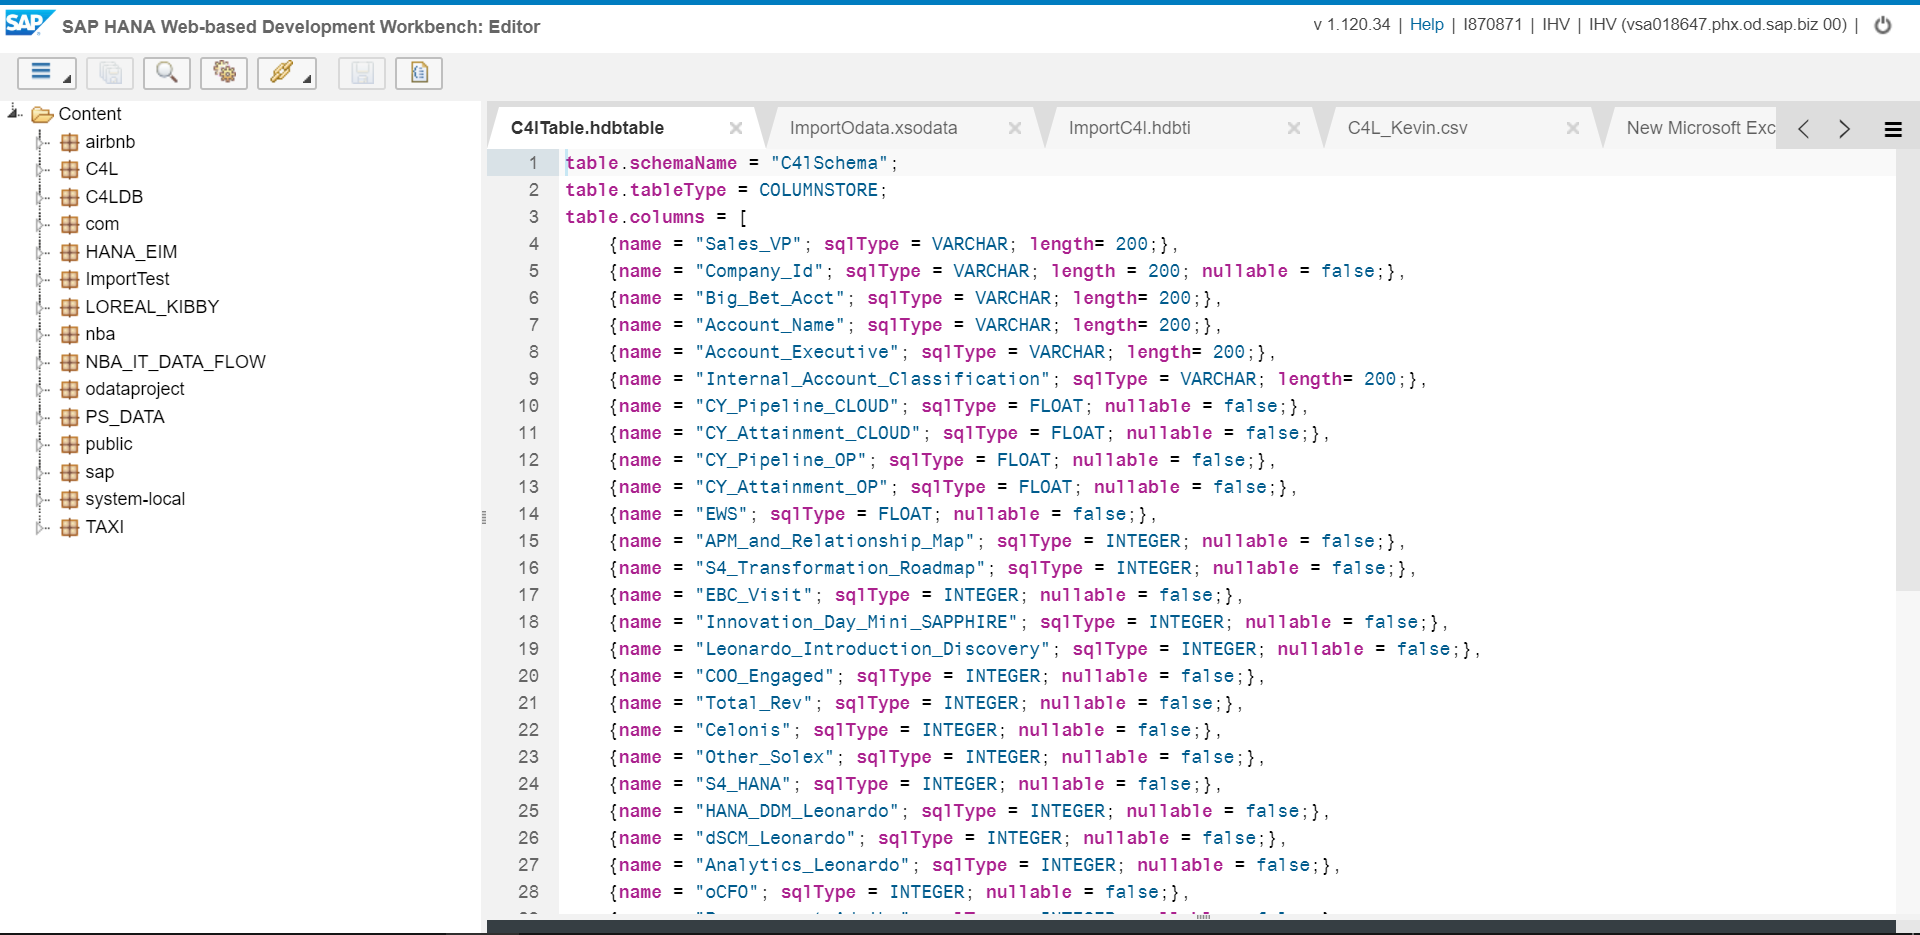 SAP SAP HANA Web-based Development Workbench: Editor
v 1.120.34 | Help | I870871 | IHV | IHV (vsa018647.phx.od.sap.biz 00) |
Content
airbnb
C4L
C4LDB
com
HANA_EIM
ImportTest
LOREAL_KIBBY
nba
NBA_IT_DATA_FLOW
odataproject
PS_DATA
public
sap
system-local
TAXI
C4lTable.hdbtable
ImportOdata.xsodata
ImportC4l.hdbti
C4L_Kevin.csv
New Microsoft Exc
1 table.schemaName = "C4lSchema";
2 table.tableType = COLUMNSTORE;
3 table.columns = [
4 {name = "Sales_VP"; sqlType = VARCHAR; length= 200;},
5 {name = "Company_Id"; sqlType = VARCHAR; length = 200; nullable = false;},
6 {name = "Big_Bet_Acct"; sqlType = VARCHAR; length= 200;},
7 {name = "Account_Name"; sqlType = VARCHAR; length= 200;},
8 {name = "Account_Executive"; sqlType = VARCHAR; length= 200;},
9 {name = "Internal_Account_Classification"; sqlType = VARCHAR; length= 200;},
10 {name = "CY_Pipeline_CLOUD"; sqlType = FLOAT; nullable = false;},
11 {name = "CY_Attainment_CLOUD"; sqlType = FLOAT; nullable = false;},
12 {name = "CY_Pipeline_OP"; sqlType = FLOAT; nullable = false;},
13 {name = "CY_Attainment_OP"; sqlType = FLOAT; nullable = false;},
14 {name = "EWS"; sqlType = FLOAT; nullable = false;},
15 {name = "APM_and_Relationship_Map"; sqlType = INTEGER; nullable = false;},
16 {name = "S4_Transformation_Roadmap"; sqlType = INTEGER; nullable = false;},
17 {name = "EBC_Visit"; sqlType = INTEGER; nullable = false;},
18 {name = "Innovation_Day_Mini_SAPPHIRE"; sqlType = INTEGER; nullable = false;},
19 {name = "Leonardo_Introduction_Discovery"; sqlType = INTEGER; nullable = false;},
20 {name = "COO_Engaged"; sqlType = INTEGER; nullable = false;},
21 {name = "Total_Rev"; sqlType = INTEGER; nullable = false;},
22 {name = "Celonis"; sqlType = INTEGER; nullable = false;},
23 {name = "Other_Solex"; sqlType = INTEGER; nullable = false;},
24 {name = "S4_HANA"; sqlType = INTEGER; nullable = false;},
25 {name = "HANA_DDM_Leonardo"; sqlType = INTEGER; nullable = false;},
26 {name = "dSCM_Leonardo"; sqlType = INTEGER; nullable = false;},
27 {name = "Analytics_Leonardo"; sqlType = INTEGER; nullable = false;},
28 {name = "oCFO"; sqlType = INTEGER; nullable = false;},